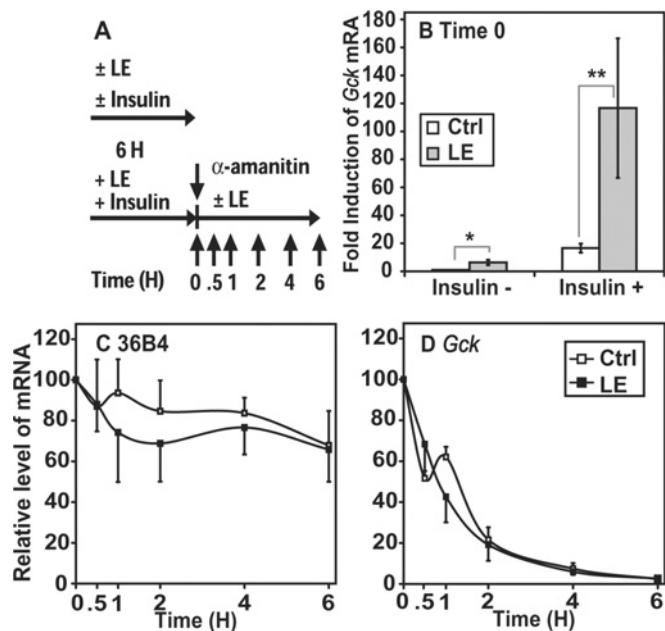 A
± LE
± Insulin
6 H
+ LE
+ Insulin
α-amanitin
± LE
Time (H)
0 .5 1 2 4 6
B Time 0
Fold Induction of Gck mRA
180
160
140
120
100
80
60
40
20
0
Ctrl
LE
*
**
Insulin - Insulin +
C 36B4
Relative level of mRNA
120
100
80
60
40
20
0
0 .5 1 2 4 6
Time (H)
D Gck
Ctrl
LE
120
100
80
60
40
20
0
0 .5 1 2 4 6
Time (H)